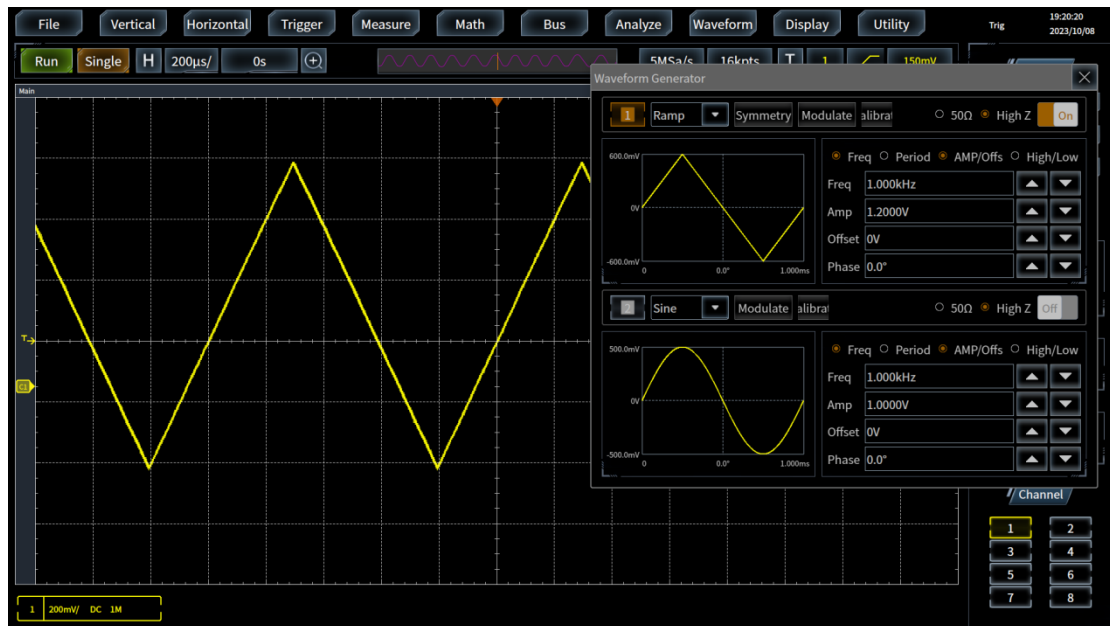 File Vertical Horizontal Trigger Measure Math Bus Analyze Waveform Display Utility Trig 19:20:20
2023/10/08
Run Single H 200μs/ 0s 5MSa/s 16kpts T 1 150mV
Main
Waveform Generator
1 Ramp Symmetry Modulate alibrat 50Ω High Z On
600.0mV
0V
-600.0mV
0 0.0° 1.000ms
Freq Period AMP/Offs High/Low
Freq 1.000kHz
Amp 1.2000V
Offset 0V
Phase 0.0°
2 Sine Modulate alibrat 50Ω High Z Off
500.0mV
0V
-500.0mV
0 0.0° 1.000ms
Freq Period AMP/Offs High/Low
Freq 1.000kHz
Amp 1.0000V
Offset 0V
Phase 0.0°
T
C1
Channel
1 2
3 4
5 6
7 8
1 200mV/ DC 1M